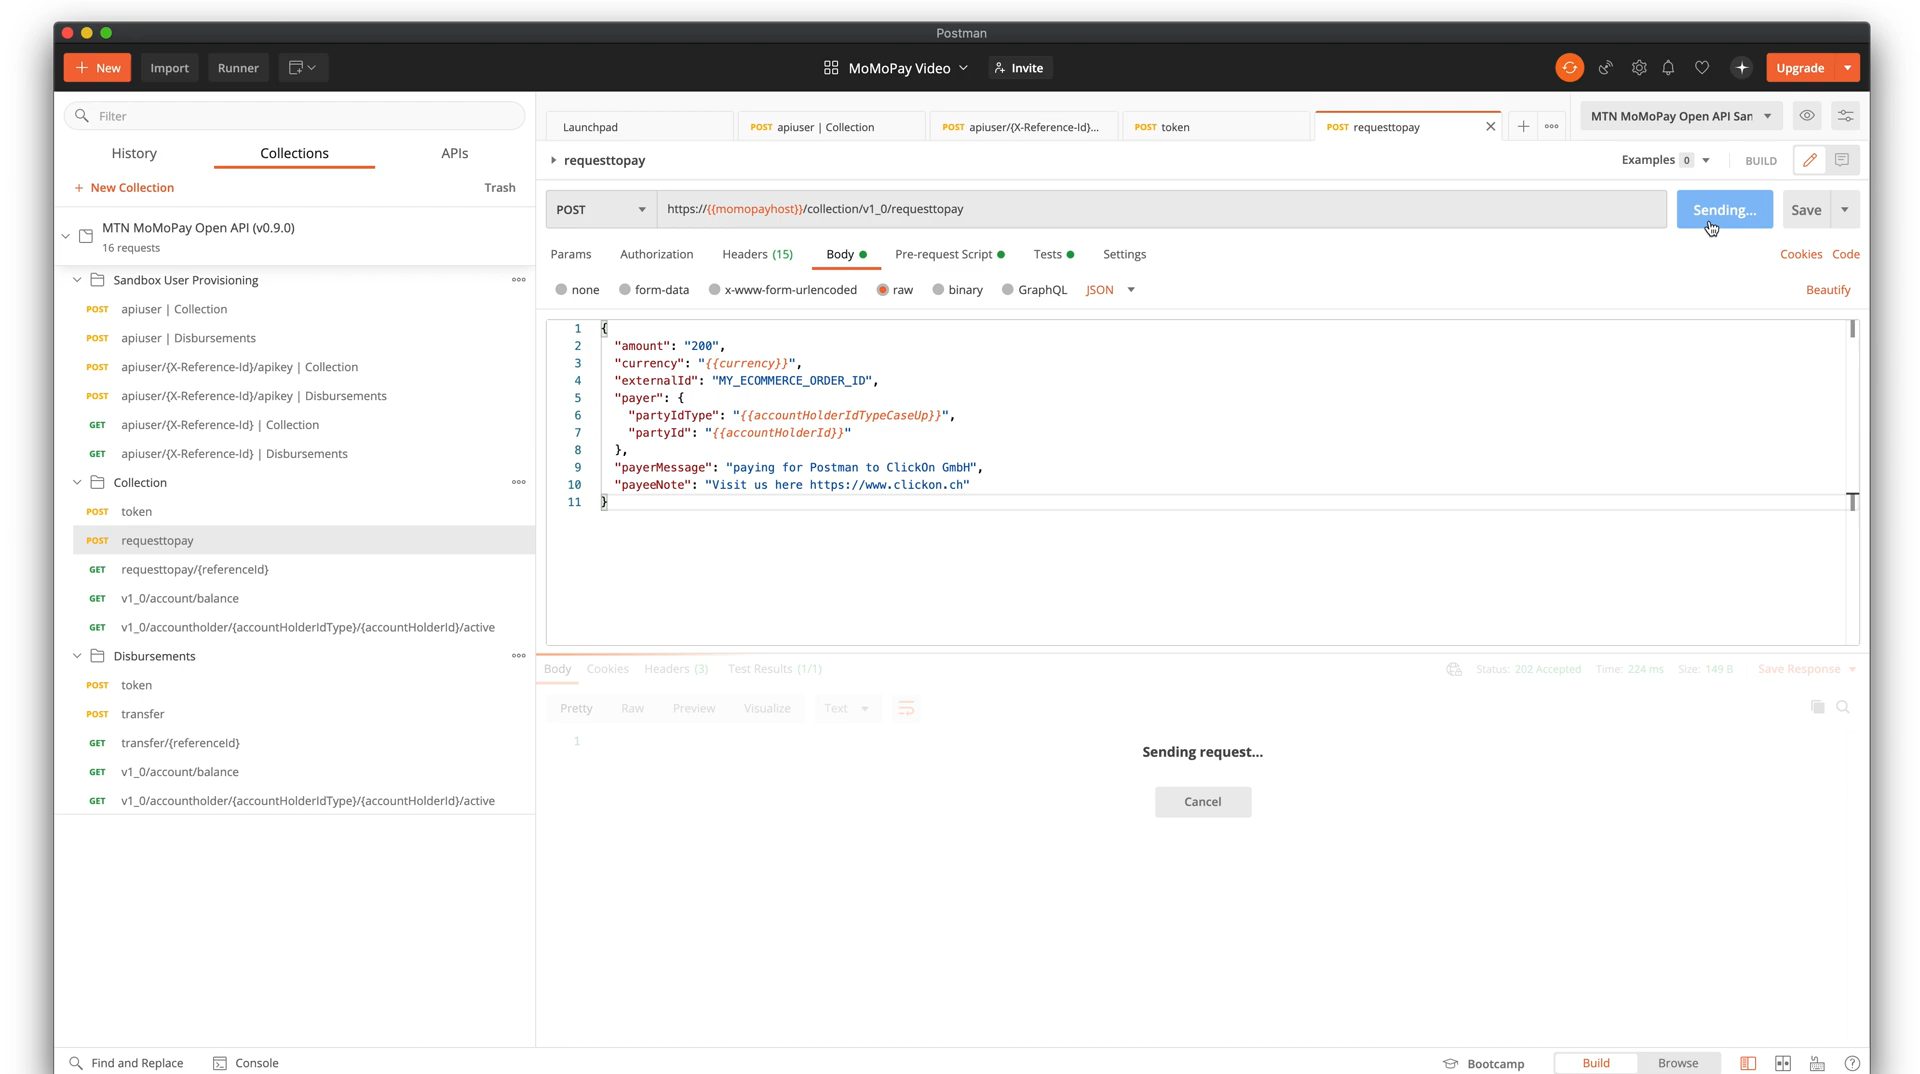 Postman
New
Import
Runner
MoMoPay Video
Invite
Upgrade
Filter
Launchpad
POST apiuser | Collection
POST apiuser/{X-Reference-Id}...
POST token
POST requesttopay
MTN MoMoPay Open API Sar
History
Collections
APIs
requesttopay
Examples 0
BUILD
+ New Collection
Trash
POST
https://{{momopayhost}}/collection/v1_0/requesttopay
Sending...
Save
MTN MoMoPay Open API (v0.9.0)
16 requests
Params
Authorization
Headers (15)
Body
Pre-request Script
Tests
Settings
Cookies
Code
Sandbox User Provisioning
none
form-data
x-www-form-urlencoded
raw
binary
GraphQL
JSON
Beautify
POST apiuser | Collection
POST apiuser | Disbursements
POST apiuser/{X-Reference-Id}/apikey | Collection
POST apiuser/{X-Reference-Id}/apikey | Disbursements
GET apiuser/{X-Reference-Id} | Collection
GET apiuser/{X-Reference-Id} | Disbursements
Collection
POST token
POST requesttopay
GET requesttopay/{referenceId}
GET v1_0/account/balance
GET v1_0/accountholder/{accountHolderIdType}/{accountHolderId}/active
Disbursements
POST token
POST transfer
GET transfer/{referenceId}
GET v1_0/account/balance
GET v1_0/accountholder/{accountHolderIdType}/{accountHolderId}/active
1 {
2 "amount": "200",
3 "currency": "{{currency}}",
4 "externalId": "MY_ECOMMERCE_ORDER_ID",
5 "payer": {
6 "partyIdType": "{{accountHolderIdTypeCaseUp}}",
7 "partyId": "{{accountHolderId}}"
8 },
9 "payerMessage": "paying for Postman to ClickOn GmbH",
10 "payeeNote": "Visit us here https://www.clickon.ch"
11 }
Body
Cookies
Headers (3)
Test Results (1/1)
Status: 202 Accepted
Time: 224 ms
Size: 149 B
Save Response
Pretty
Raw
Preview
Visualize
Text
1
Sending request...
Cancel
Find and Replace
Console
Bootcamp
Build
Browse